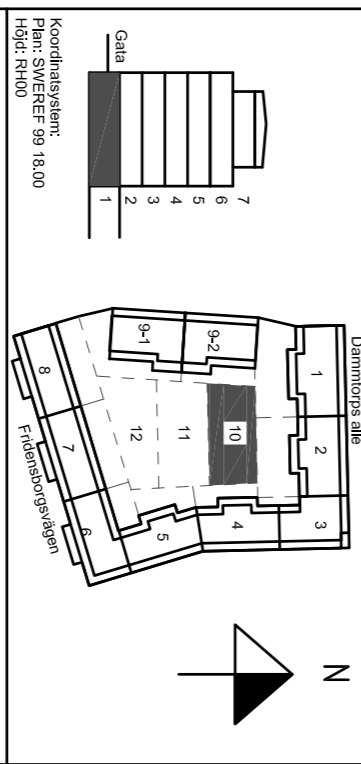 Koordinatsystem:
Plan: SWEREF 99 18.00
Höjd: RH00
Gata
1
2
3
4
5
6
7
Dammtorps alle
1
2
3
4
5
6
7
8
9-1
9-2
10
11
12
Fridensborgsvägen
N